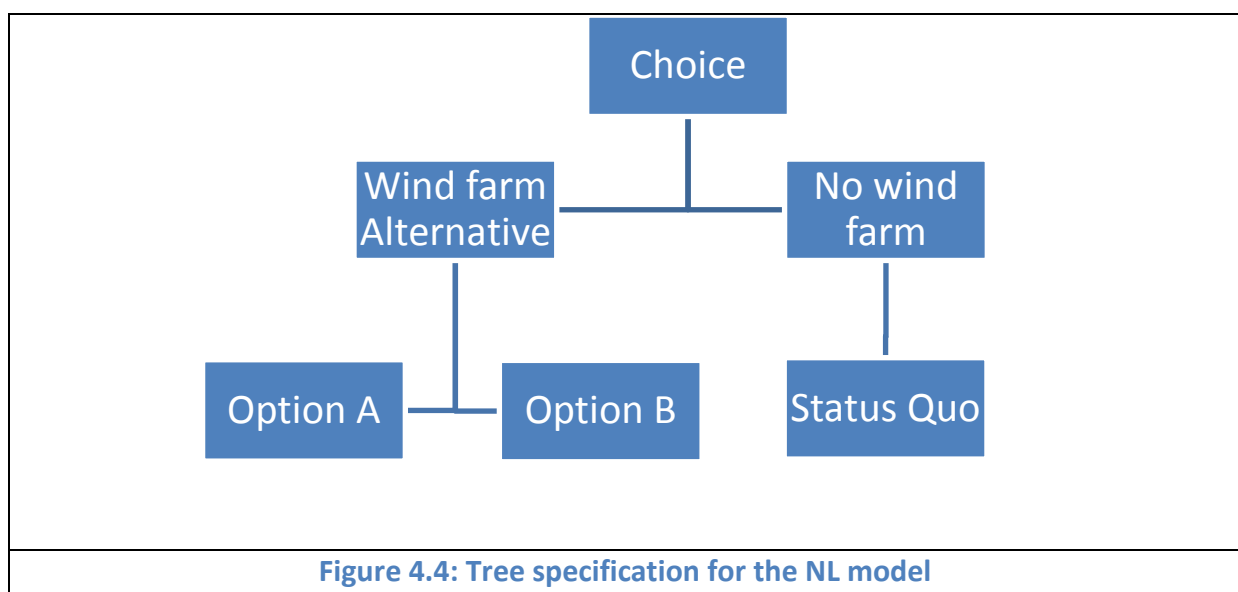 Choice
Wind farm
Alternative
No wind
farm
Option A
Option B
Status Quo
Figure 4.4: Tree specification for the NL model